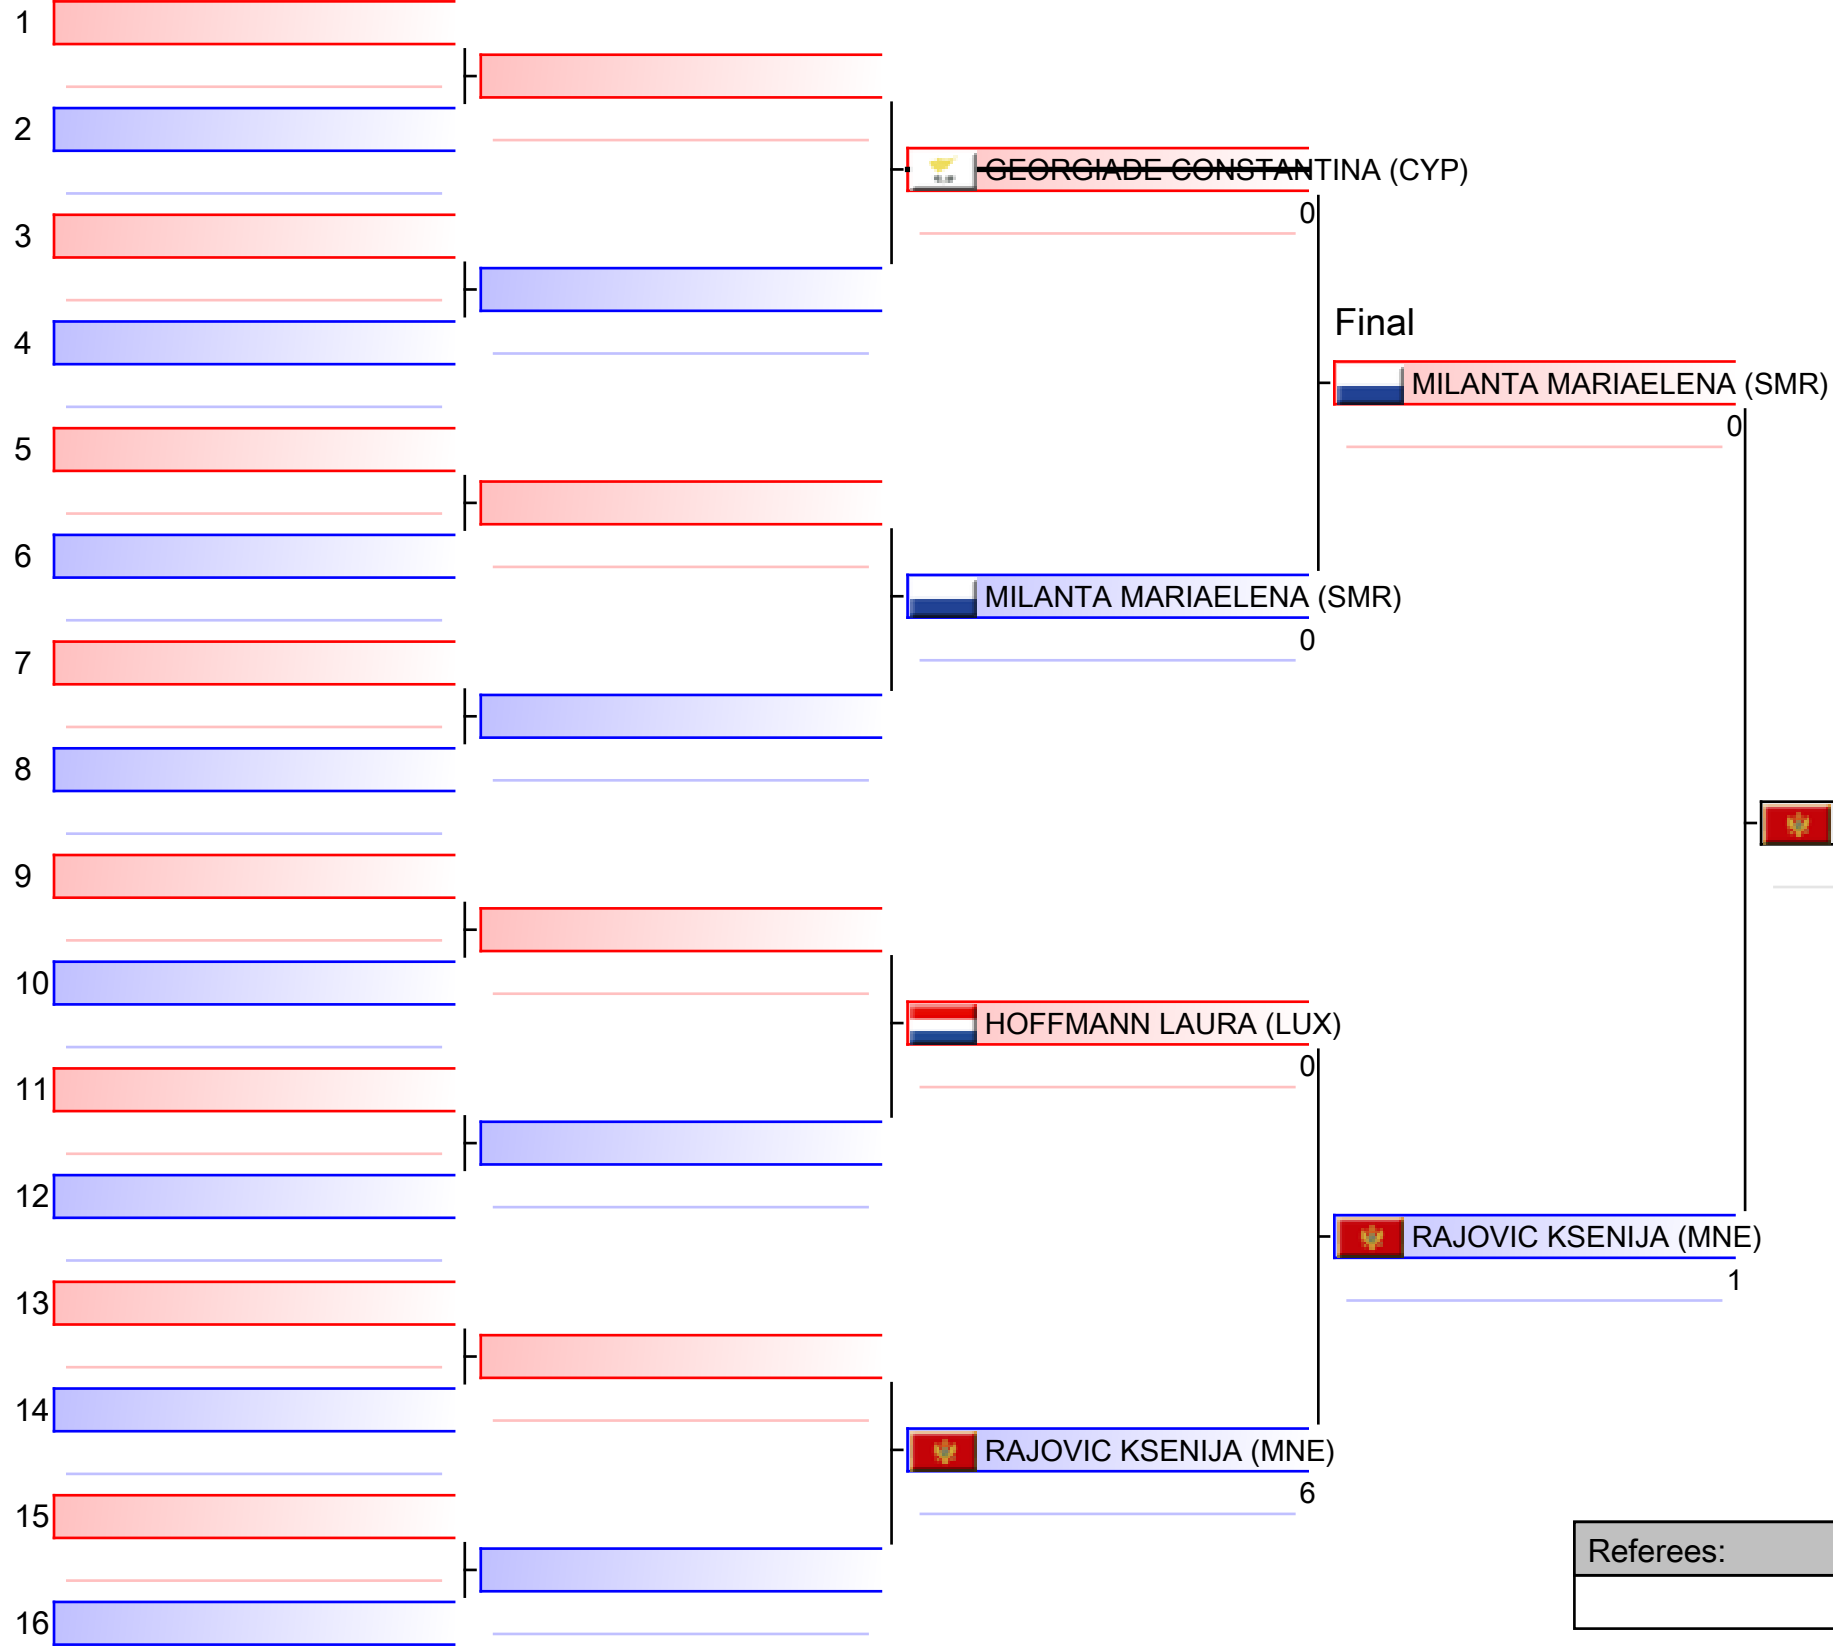 1
2
GEORGIADE CONSTANTINA (CYP)
0
3
Final
4
MILANTA MARIAELENA (SMR)
0
5
6
MILANTA MARIAELENA (SMR)
0
7
8
9
10
HOFFMANN LAURA (LUX)
0
11
12
RAJOVIC KSENIJA (MNE)
1
13
14
RAJOVIC KSENIJA (MNE)
6
15
Referees:
16